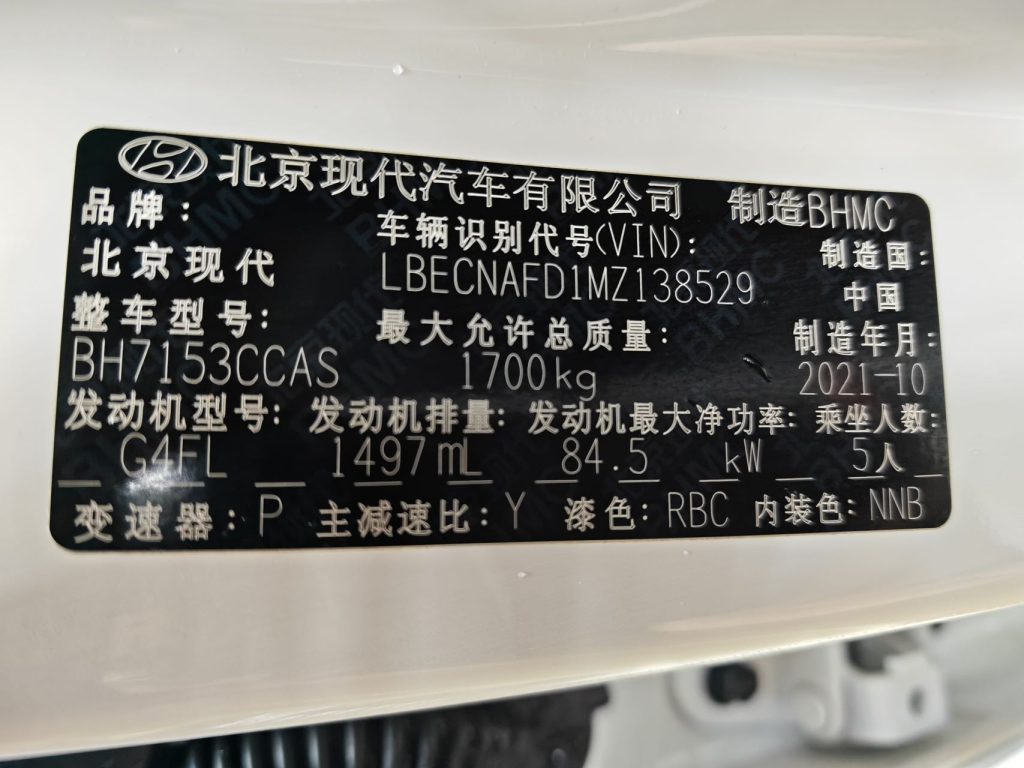 北京现代汽车有限公司 制造BHMC
品牌: 车辆识别代号(VIN): 制造国:
北京现代 LBECNAFD1MZ138529 中国
整车型号: 最大允许总质量: 制造年月:
BH7153CCAS 1700kg 2021-10
发动机型号: 发动机排量: 发动机最大净功率: 乘坐人数:
G4FL 1497mL 84.5 kW 5人
变速器: P 主减速比: Y 漆色: RBC 内装色: NNB